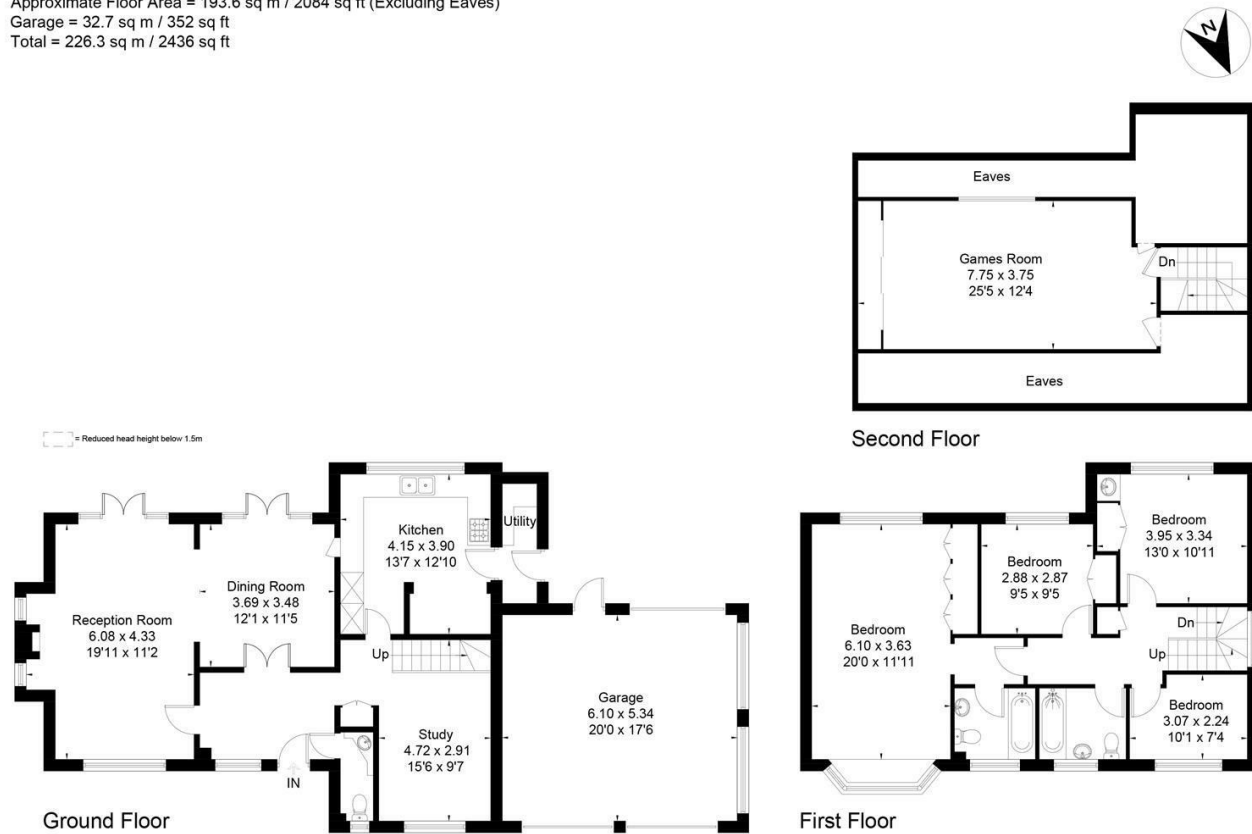 Approximate Floor Area = 193.6 sq m / 2084 sq ft (Excluding Eaves)
Garage = 32.7 sq m / 352 sq ft
Total = 226.3 sq m / 2436 sq ft
N
Eaves
Games Room
7.75 x 3.75
25'5 x 12'4
Dn
Eaves
Second Floor
= Reduced head height below 1.5m
Kitchen
4.15 x 3.90
13'7 x 12'10
Utility
Dining Room
3.69 x 3.48
12'1 x 11'5
Reception Room
6.08 x 4.33
19'11 x 11'2
Up
Study
4.72 x 2.91
15'6 x 9'7
Garage
6.10 x 5.34
20'0 x 17'6
IN
Ground Floor
Bedroom
3.95 x 3.34
13'0 x 10'11
Bedroom
2.88 x 2.87
9'5 x 9'5
Bedroom
6.10 x 3.63
20'0 x 11'11
Dn
Up
Bedroom
3.07 x 2.24
10'1 x 7'4
First Floor